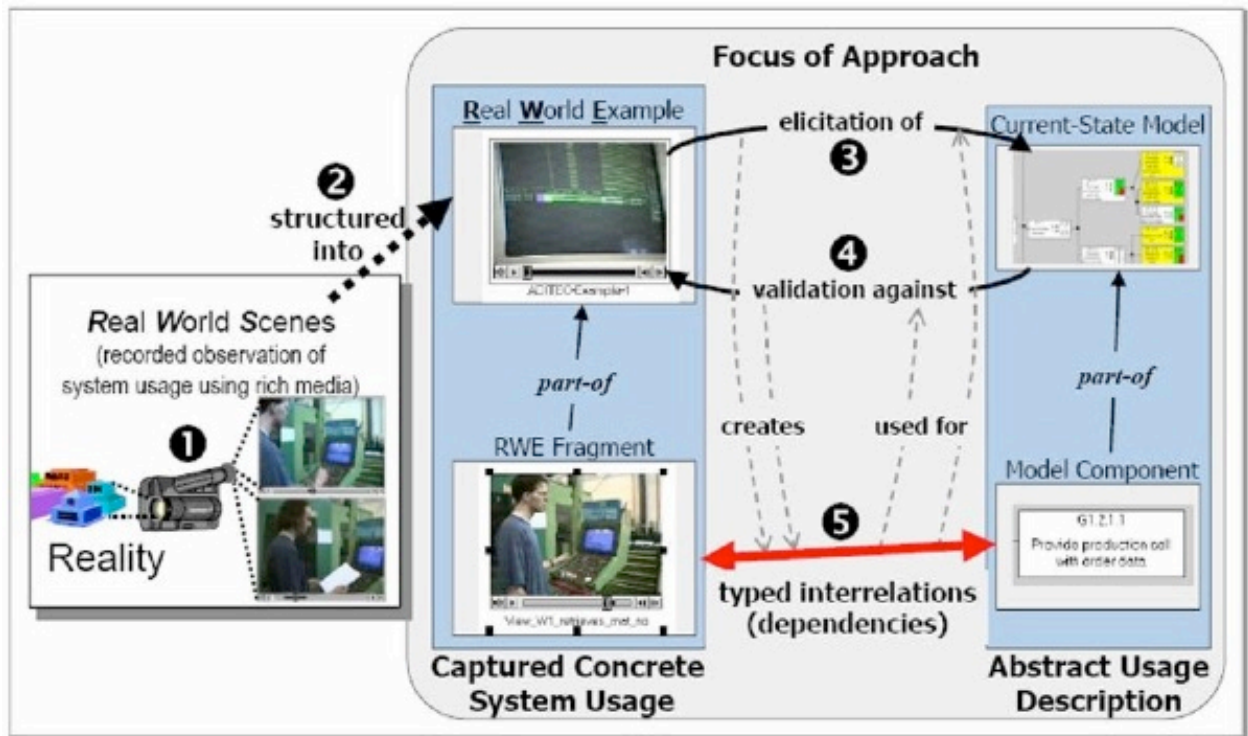 Focus of Approach
Real World Example
elicitation of
Current-State Model
❸
❷
structured
into
❹
validation against
Real World Scenes
(recorded observation of
system usage using rich media)
❶
Reality
part-of
part-of
creates
used for
RWE Fragment
Model Component
G1.2.1.1
Provide production cell
with order data
❺
typed interrelations
(dependencies)
Captured Concrete
System Usage
Abstract Usage
Description